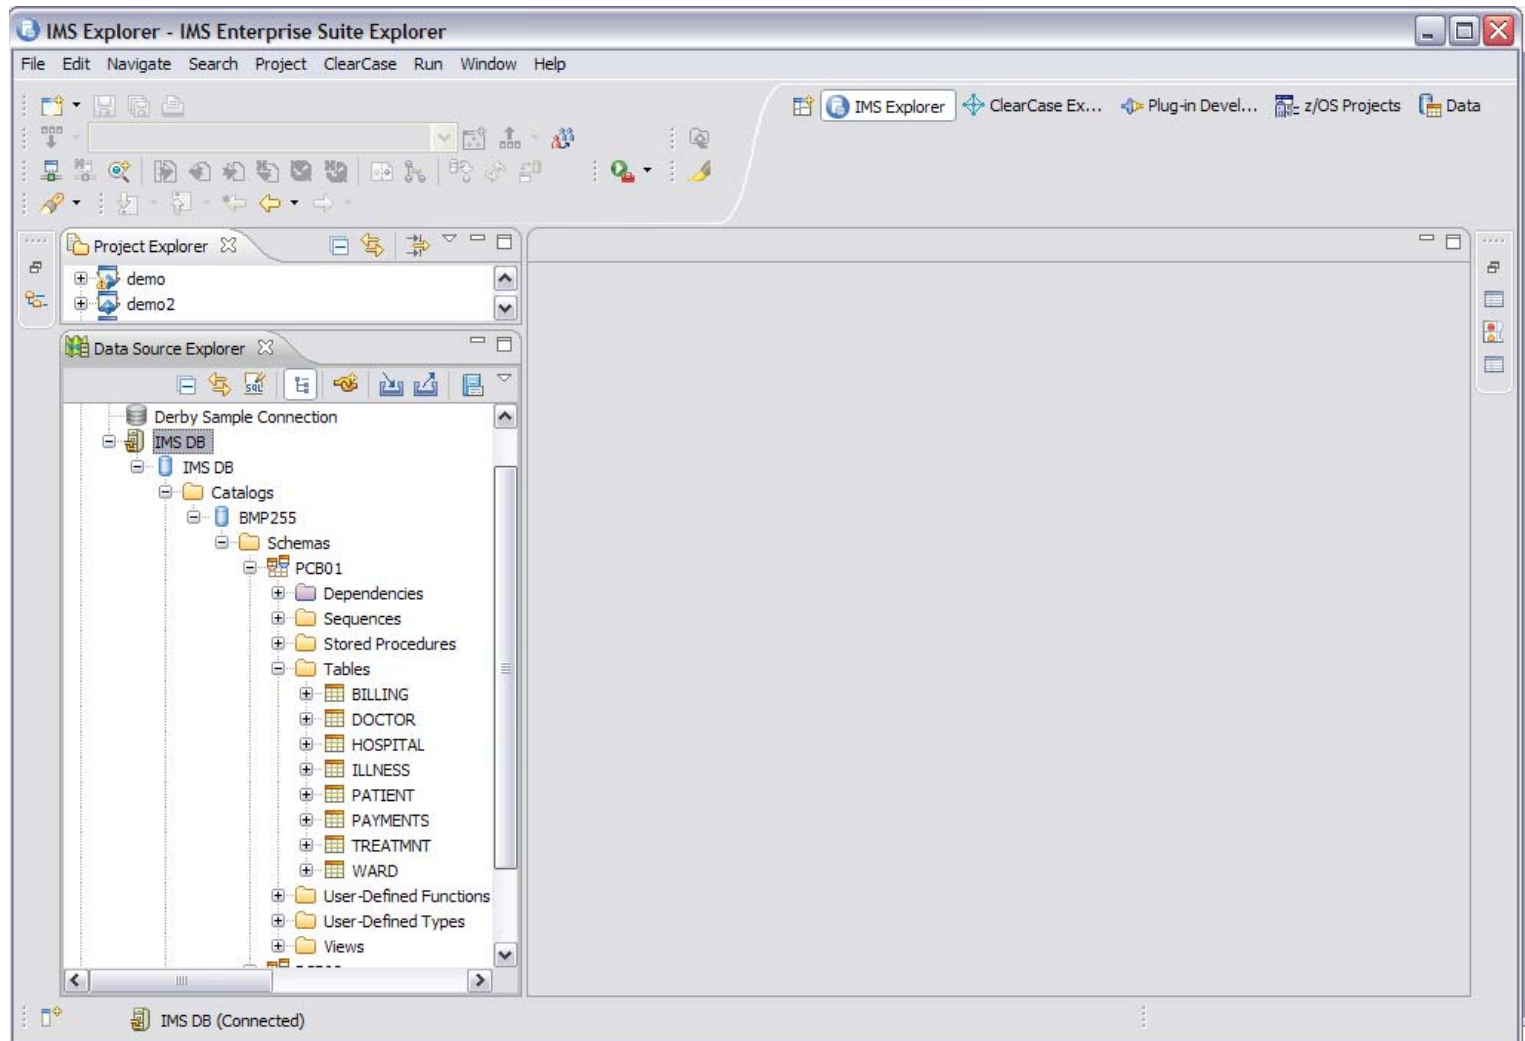 IMS Explorer - IMS Enterprise Suite Explorer
File Edit Navigate Search Project ClearCase Run Window Help
IMS Explorer ClearCase Ex... Plug-in Devel... z/OS Projects Data
Project Explorer
demo
demo2
Data Source Explorer
SQL
Derby Sample Connection
IMS DB
IMS DB
Catalogs
BMP255
Schemas
PCB01
Dependencies
Sequences
Stored Procedures
Tables
BILLING
DOCTOR
HOSPITAL
ILLNESS
PATIENT
PAYMENTS
TREATMNT
WARD
User-Defined Functions
User-Defined Types
Views
IMS DB (Connected)